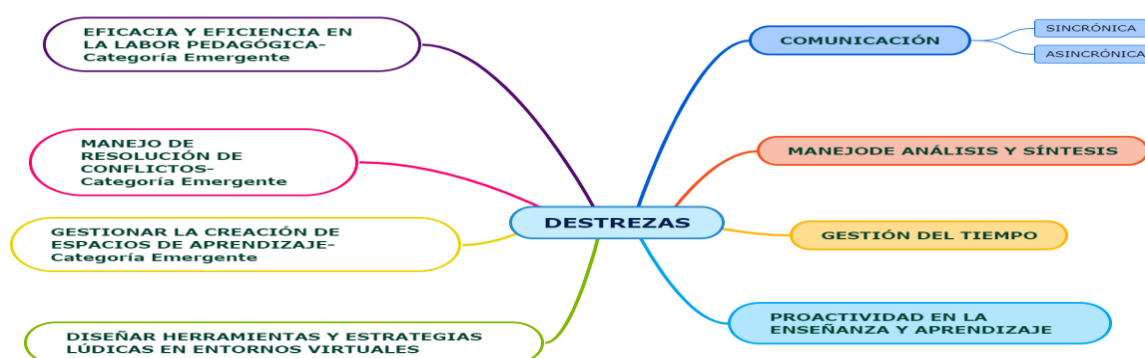 EFICACIA Y EFICIENCIA EN
LA LABOR PEDAGÓGICA-
Categoría Emergente
MANEJO DE
RESOLUCIÓN DE
CONFLICTOS-
Categoría Emergente
GESTIONAR LA CREACIÓN DE
ESPACIOS DE APRENDIZAJE-
Categoría Emergente
DISEÑAR HERRAMIENTAS Y ESTRATEGIAS
LÚDICAS EN ENTORNOS VIRTUALES
DESTREZAS
COMUNICACIÓN
SINCRÓNICA
ASINCRÓNICA
MANEJODE ANÁLISIS Y SÍNTESIS
GESTIÓN DEL TIEMPO
PROACTIVIDAD EN LA
ENSEÑANZA Y APRENDIZAJE